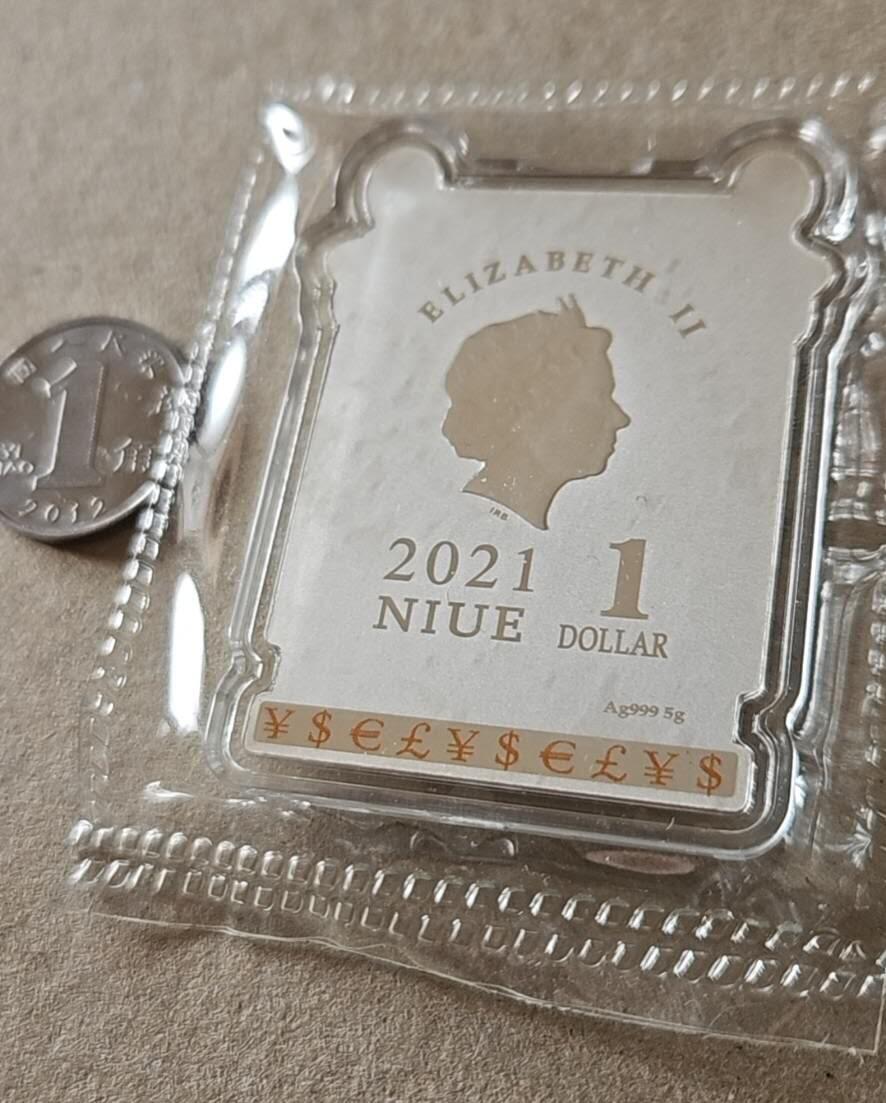 ELIZABETH II
IRB
2021
NIUE
1
DOLLAR
Ag999 5g
¥ $ € £ ¥ $ € £ ¥ $
1
2012